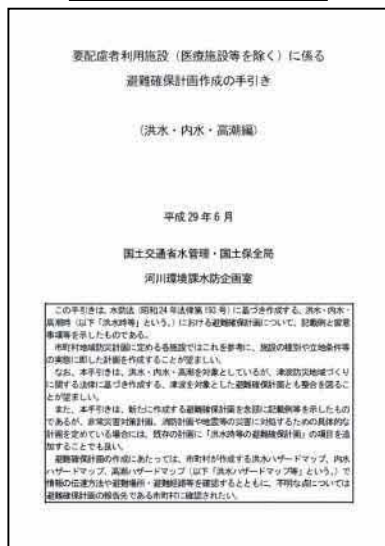 要配慮者利用施設（医療施設等を除く）に係る
避難確保計画作成の手引き
（洪水・内水・高潮編）
平成 29 年 6 月
国土交通省水管理・国土保全局
河川環境課水防企画室
この手引きは、水防法（昭和 24 年法律第 193 号）に基づき作成する、洪水・内水・
高潮時（以下「洪水時等」という。）における避難確保計画について、記載例と留意
事項等を示したものである。
市町村地域防災計画に定める各施設ではこれを参考に、施設の種別や立地条件等
の実態に即した計画を作成することが望ましい。
なお、本手引きは、洪水・内水・高潮を対象としているが、津波防災地域づくり
に関する法律に基づき作成する、津波を対象とした避難確保計画とも整合を図るこ
とが望ましい。
また、本手引きは、新たに作成する避難確保計画を念頭に記載例等を示したもの
であるが、非常災害対策計画、消防計画や地震等の災害に対処するための具体的な
計画を定めている場合には、既存の計画に「洪水時等の避難確保計画」の項目を追
加することでも良い。
避難確保計画の作成にあたっては、市町村が作成する洪水ハザードマップ、内水
ハザードマップ、高潮ハザードマップ（以下「洪水ハザードマップ等」という。）で
情報の伝達方法や避難場所・避難経路等を確認するとともに、不明な点については
避難確保計画の報告先である市町村に確認されたい。